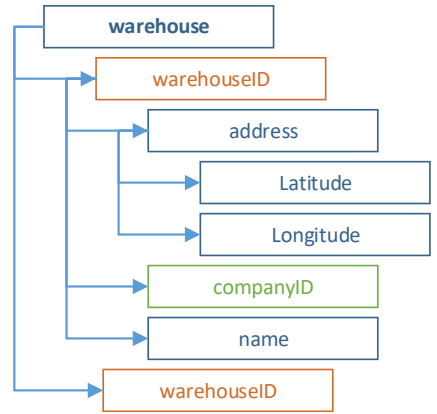 warehouse
warehouseID
address
Latitude
Longitude
companyID
name
warehouseID